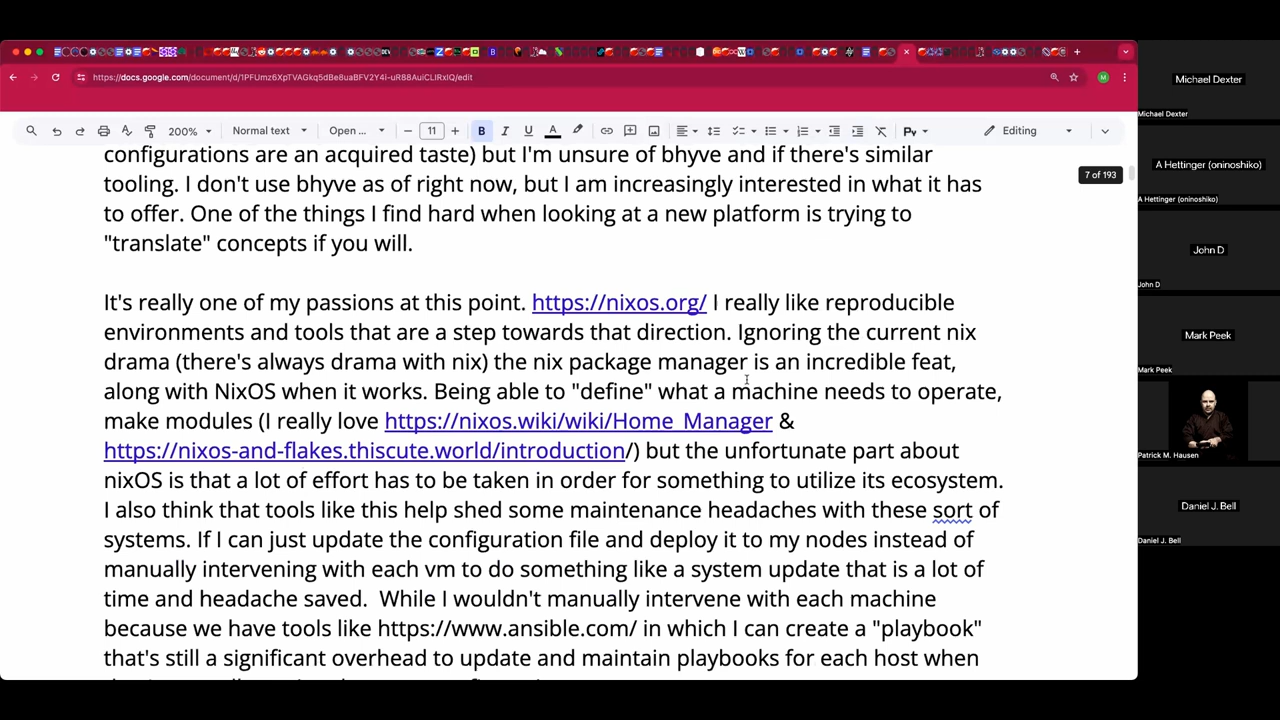 https://docs.google.com/document/d/1PFUmz6XpTVAGkq5dBe8uaBFV2Y4i-uR88AuiCLlRxIQ/edit
M
200%
Normal text
Open ...
11
B
I
U
A
Editing
configurations are an acquired taste) but I'm unsure of bhyve and if there's similar
tooling. I don't use bhyve as of right now, but I am increasingly interested in what it has
to offer. One of the things I find hard when looking at a new platform is trying to
"translate" concepts if you will.
7 of 193
It's really one of my passions at this point. https://nixos.org/ I really like reproducible
environments and tools that are a step towards that direction. Ignoring the current nix
drama (there's always drama with nix) the nix package manager is an incredible feat,
along with NixOS when it works. Being able to "define" what a machine needs to operate,
make modules (I really love https://nixos.wiki/wiki/Home_Manager &
https://nixos-and-flakes.thiscute.world/introduction/) but the unfortunate part about
nixOS is that a lot of effort has to be taken in order for something to utilize its ecosystem.
I also think that tools like this help shed some maintenance headaches with these sort of
systems. If I can just update the configuration file and deploy it to my nodes instead of
manually intervening with each vm to do something like a system update that is a lot of
time and headache saved.  While I wouldn't manually intervene with each machine
because we have tools like https://www.ansible.com/ in which I can create a "playbook"
that's still a significant overhead to update and maintain playbooks for each host when
Michael Dexter
Michael Dexter
A Hettinger (oninoshiko)
A Hettinger (oninoshiko)
John D
John D
Mark Peek
Mark Peek
Patrick M. Hausen
Daniel J. Bell
Daniel J. Bell